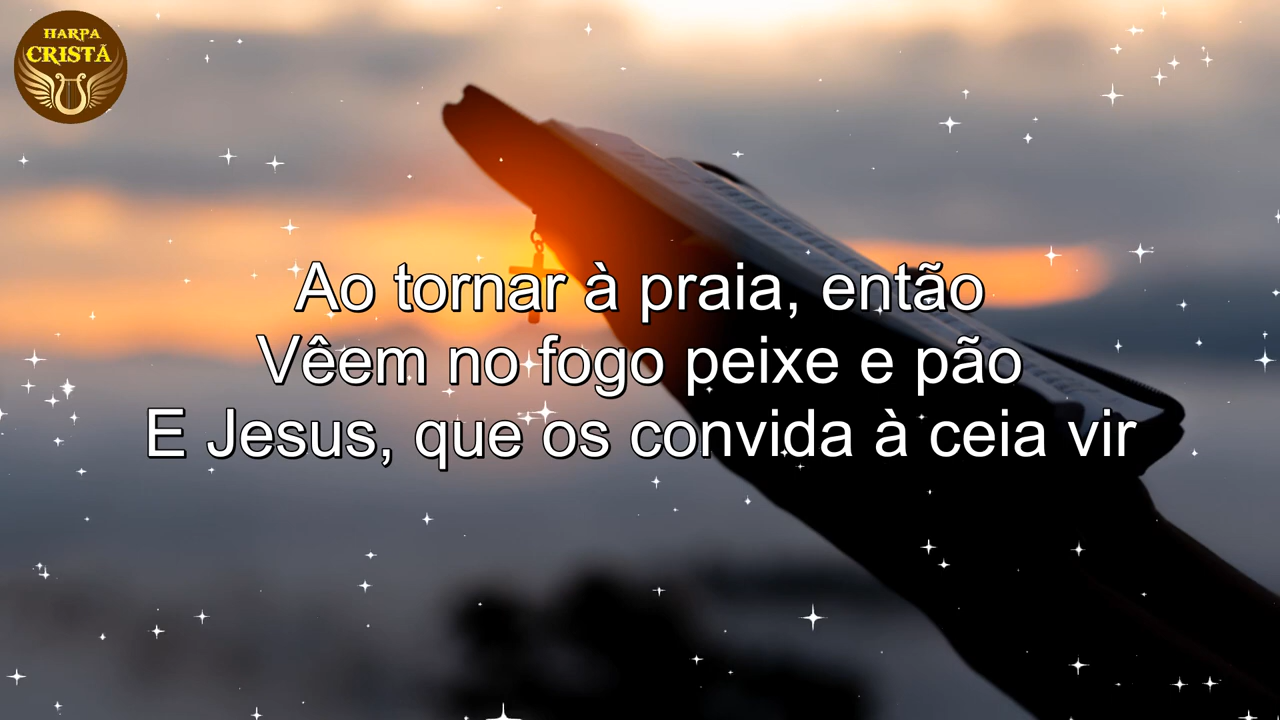 HARPA
CRISTÃ
Ao tornar à praia, então
Vêem no fogo peixe e pão
E Jesus, que os convida à ceia vir